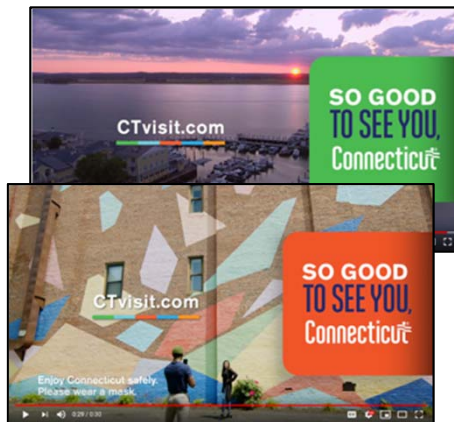 CTvisit.com
SO GOOD
TO SEE YOU,
Connecticut
CTvisit.com
SO GOOD
TO SEE YOU,
Connecticut
Enjoy Connecticut safely.
Please wear a mask.
0:29 / 0:30